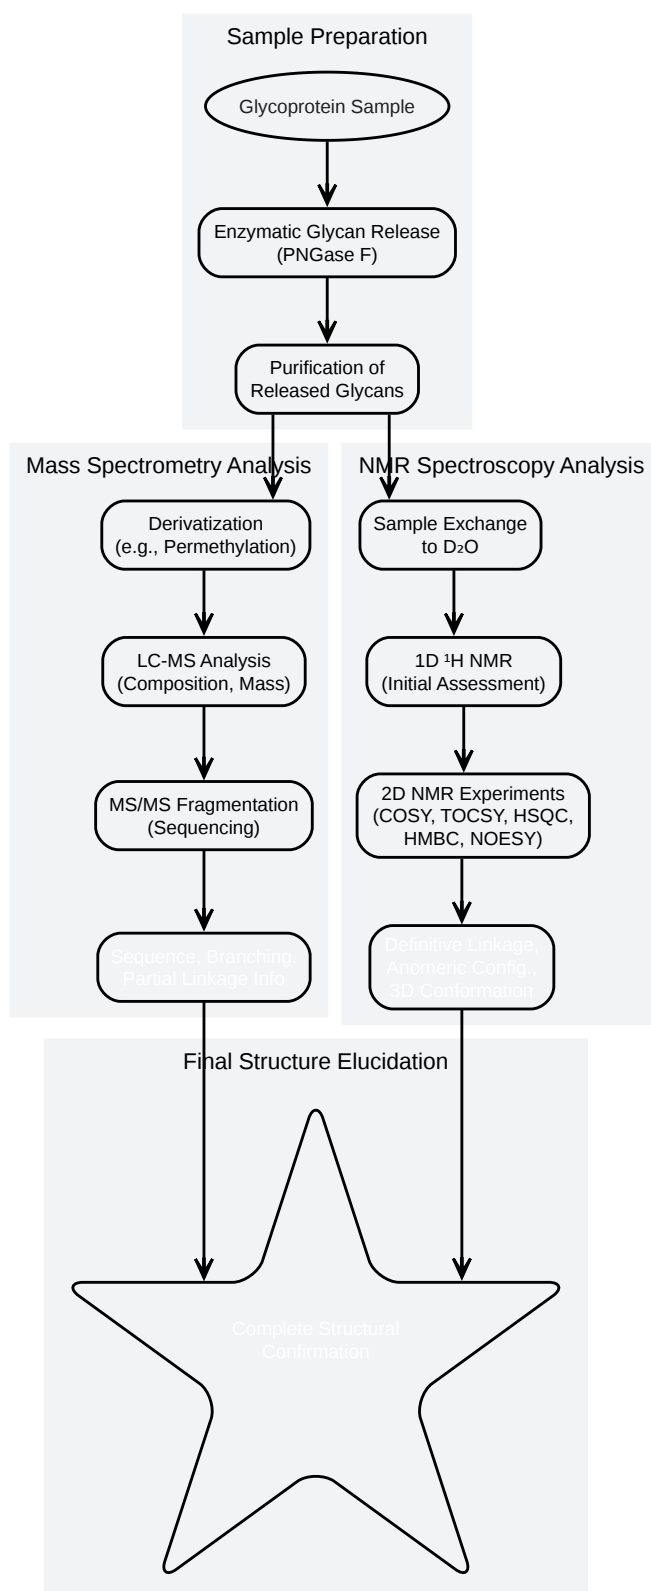 Sample Preparation
Glycoprotein Sample
Enzymatic Glycan Release
(PNGase F)
Purification of
Released Glycans
Mass Spectrometry Analysis
Derivatization
(e.g., Permethylation)
LC-MS Analysis
(Composition, Mass)
MS/MS Fragmentation
(Sequencing)
Sequence, Branching,
Partial Linkage Info
NMR Spectroscopy Analysis
Sample Exchange
to D₂O
1D ¹H NMR
(Initial Assessment)
2D NMR Experiments
(COSY, TOCSY, HSQC,
HMBC, NOESY)
Definitive Linkage,
Anomeric Config.,
3D Conformation
Final Structure Elucidation
Complete Structural
Confirmation